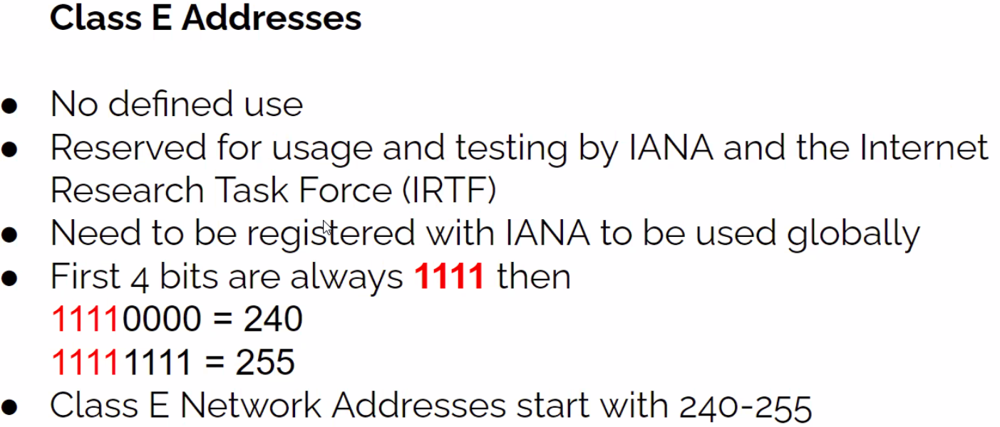 Class E Addresses
● No defined use
● Reserved for usage and testing by IANA and the Internet
Research Task Force (IRTF)
● Need to be registered with IANA to be used globally
● First 4 bits are always 1111 then
11110000 = 240
11111111 = 255
● Class E Network Addresses start with 240-255